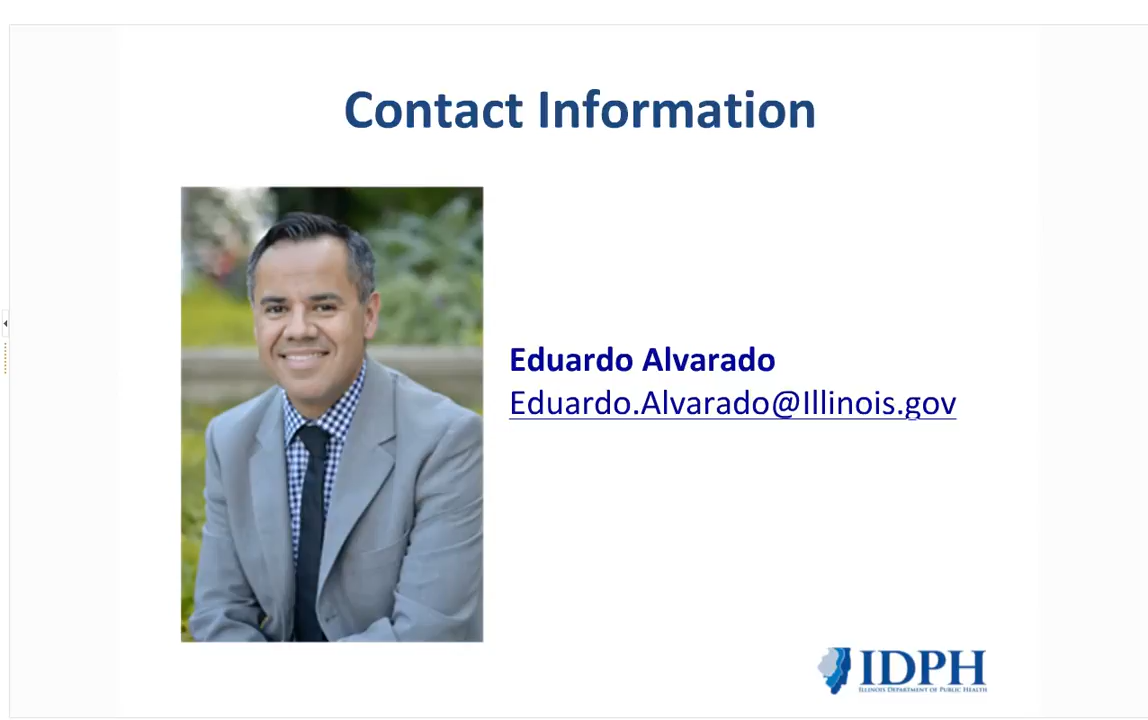 Contact Information
Eduardo Alvarado
Eduardo.Alvarado@Illinois.gov
IDPH
ILLINOIS DEPARTMENT OF PUBLIC HEALTH